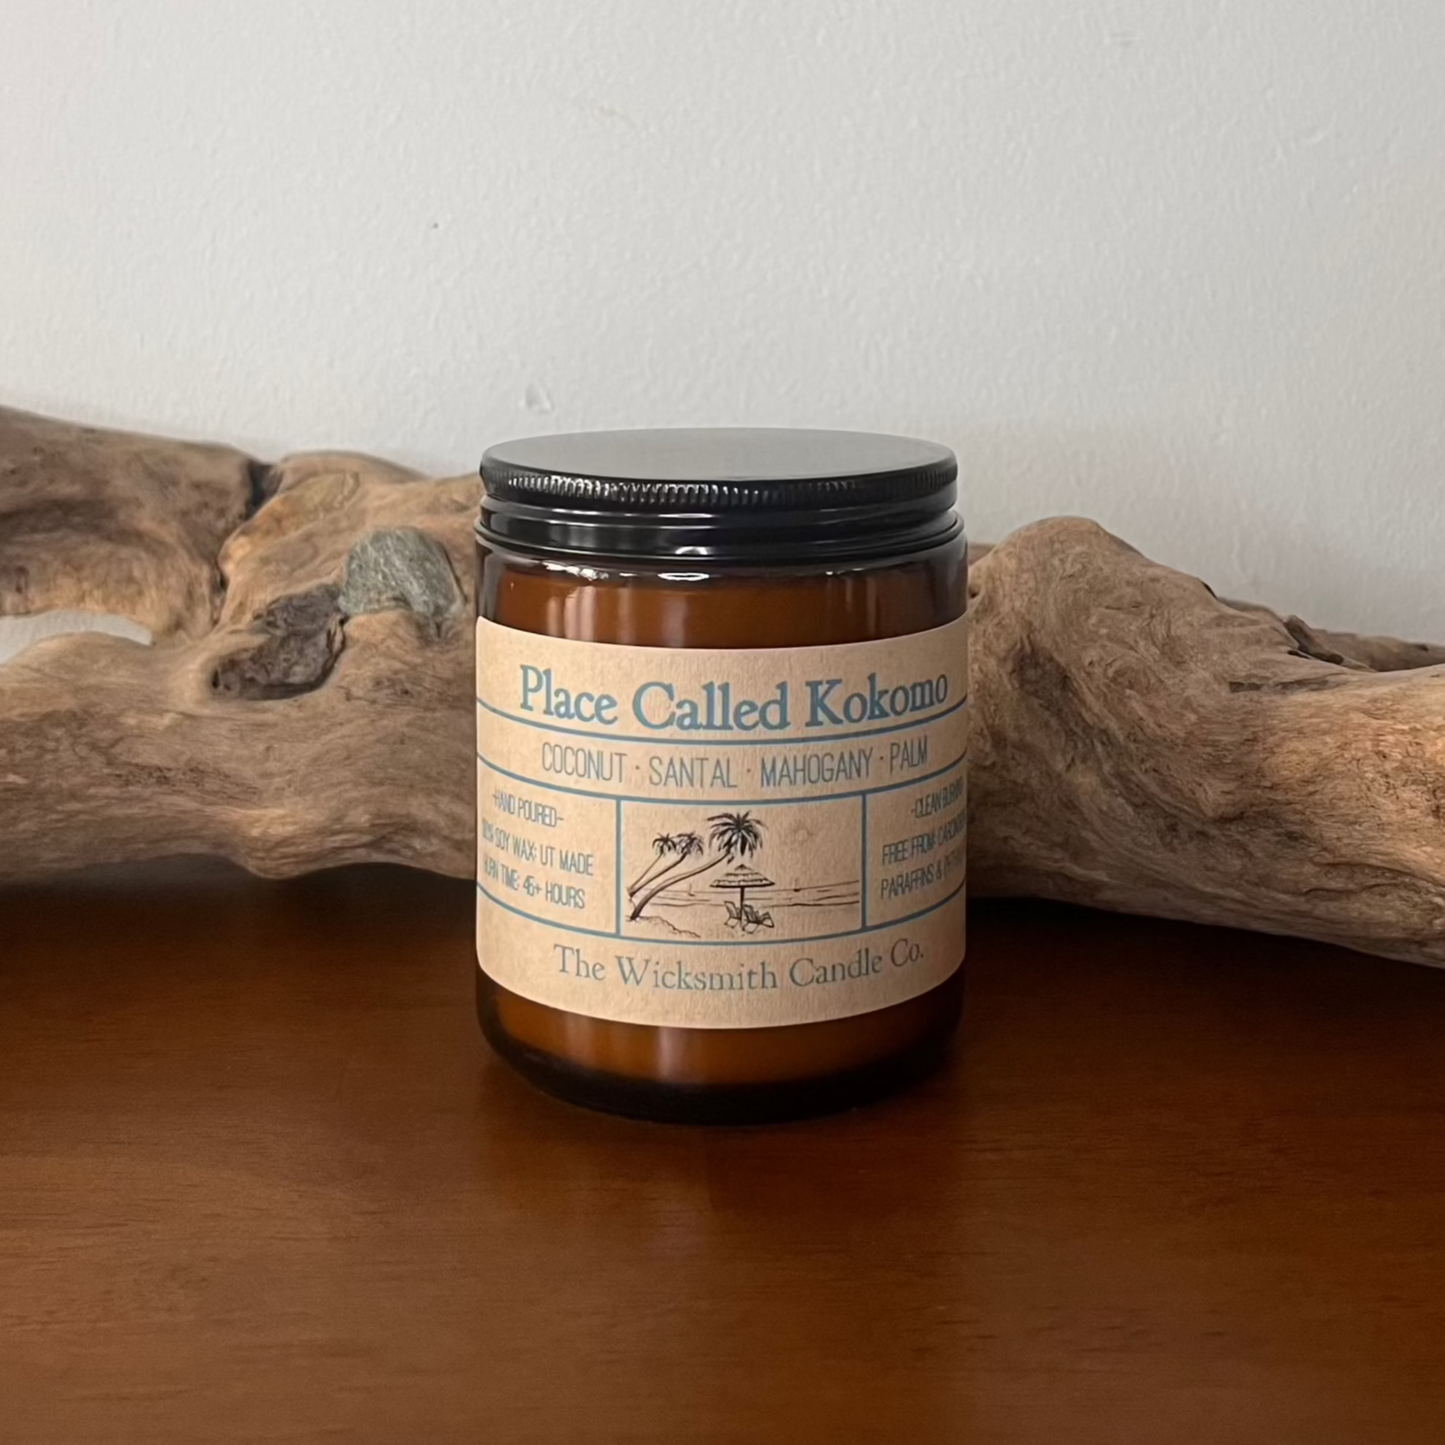 Place Called Kokomo
COCONUT · SANTAL · MAHOGANY · PALM
-HAND POURED-
SOY WAX; UT MADE
BURN TIME: 45+ HOURS
-CLEAN
FREE FROM:
PARAFFINS &
The Wicksmith Candle Co.